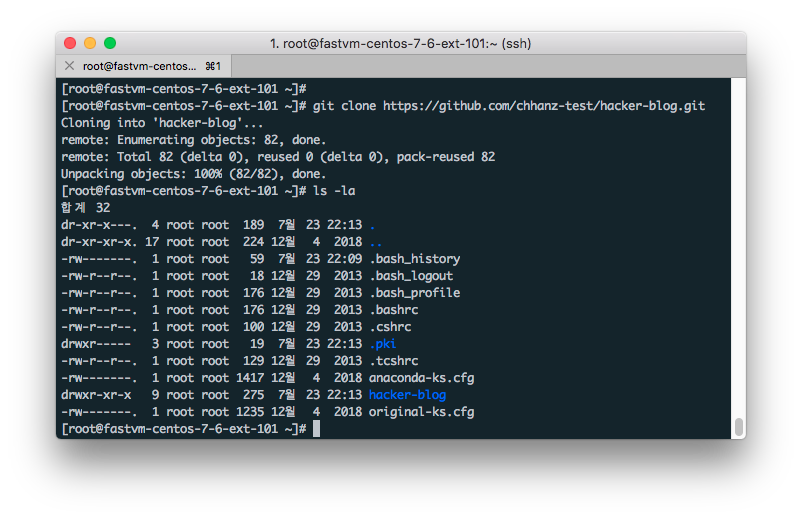 1. root@fastvm-centos-7-6-ext-101:~ (ssh)
✕ root@fastvm-centos... ⌘1
[root@fastvm-centos-7-6-ext-101 ~]#
[root@fastvm-centos-7-6-ext-101 ~]# git clone https://github.com/chhanz-test/hacker-blog.git
Cloning into 'hacker-blog'...
remote: Enumerating objects: 82, done.
remote: Total 82 (delta 0), reused 0 (delta 0), pack-reused 82
Unpacking objects: 100% (82/82), done.
[root@fastvm-centos-7-6-ext-101 ~]# ls -la
합계 32
dr-xr-x---.  4 root root  189  7월  23 22:13 .
dr-xr-xr-x. 17 root root  224 12월   4  2018 ..
-rw-------.  1 root root   59  7월  23 22:09 .bash_history
-rw-r--r--.  1 root root   18 12월  29  2013 .bash_logout
-rw-r--r--.  1 root root  176 12월  29  2013 .bash_profile
-rw-r--r--.  1 root root  176 12월  29  2013 .bashrc
-rw-r--r--.  1 root root  100 12월  29  2013 .cshrc
drwxr-----   3 root root   19  7월  23 22:13 .pki
-rw-r--r--.  1 root root  129 12월  29  2013 .tcshrc
-rw-------.  1 root root 1417 12월   4  2018 anaconda-ks.cfg
drwxr-xr-x   9 root root  275  7월  23 22:13 hacker-blog
-rw-------.  1 root root 1235 12월   4  2018 original-ks.cfg
[root@fastvm-centos-7-6-ext-101 ~]#